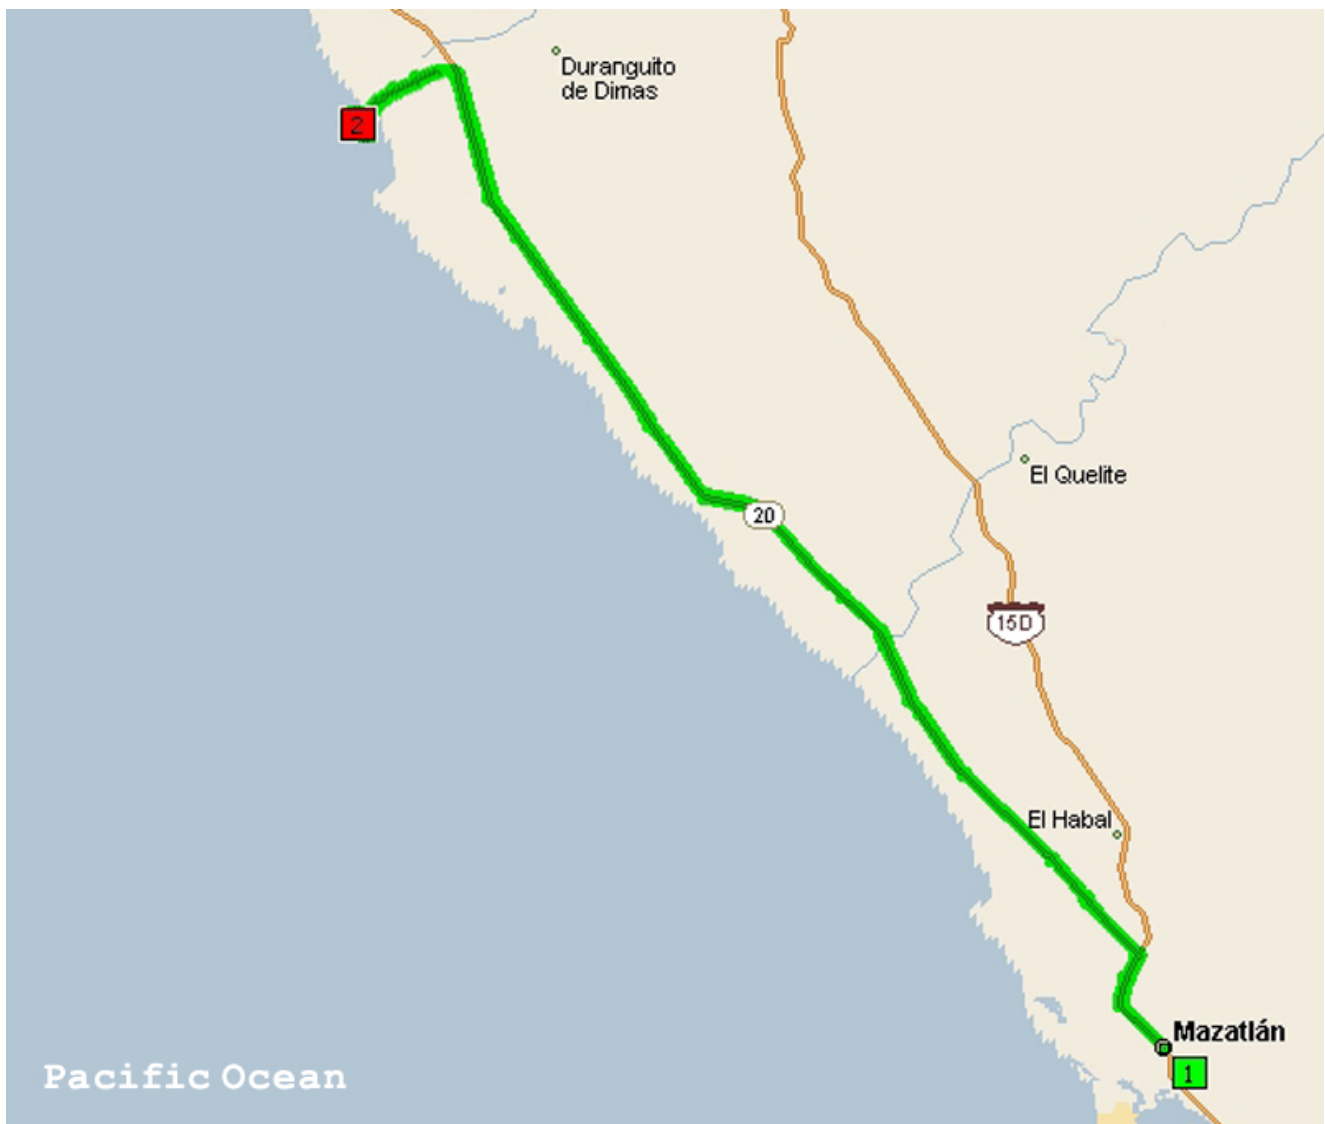 Duranguito
de Dimas
2
El Quelite
20
15D
El Habal
Mazatlán
1
Pacific Ocean